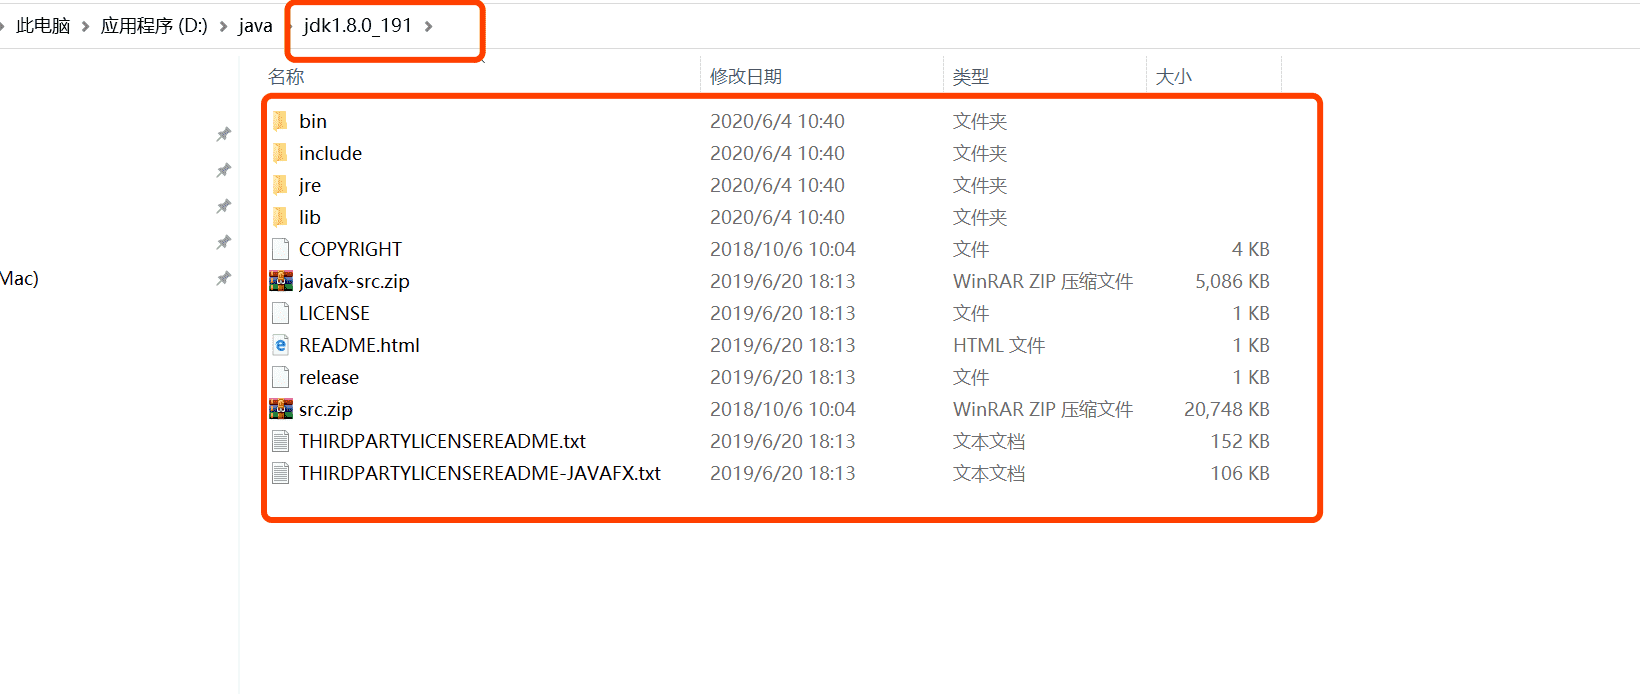 此电脑 > 应用程序 (D:) > java > jdk1.8.0_191 >
名称 修改日期 类型 大小
bin 2020/6/4 10:40 文件夹
include 2020/6/4 10:40 文件夹
jre 2020/6/4 10:40 文件夹
lib 2020/6/4 10:40 文件夹
COPYRIGHT 2018/10/6 10:04 文件 4 KB
Mac) javafx-src.zip 2019/6/20 18:13 WinRAR ZIP 压缩文件 5,086 KB
LICENSE 2019/6/20 18:13 文件 1 KB
README.html 2019/6/20 18:13 HTML 文件 1 KB
release 2019/6/20 18:13 文件 1 KB
src.zip 2018/10/6 10:04 WinRAR ZIP 压缩文件 20,748 KB
THIRDPARTYLICENSEREADME.txt 2019/6/20 18:13 文本文档 152 KB
THIRDPARTYLICENSEREADME-JAVAFX.txt 2019/6/20 18:13 文本文档 106 KB